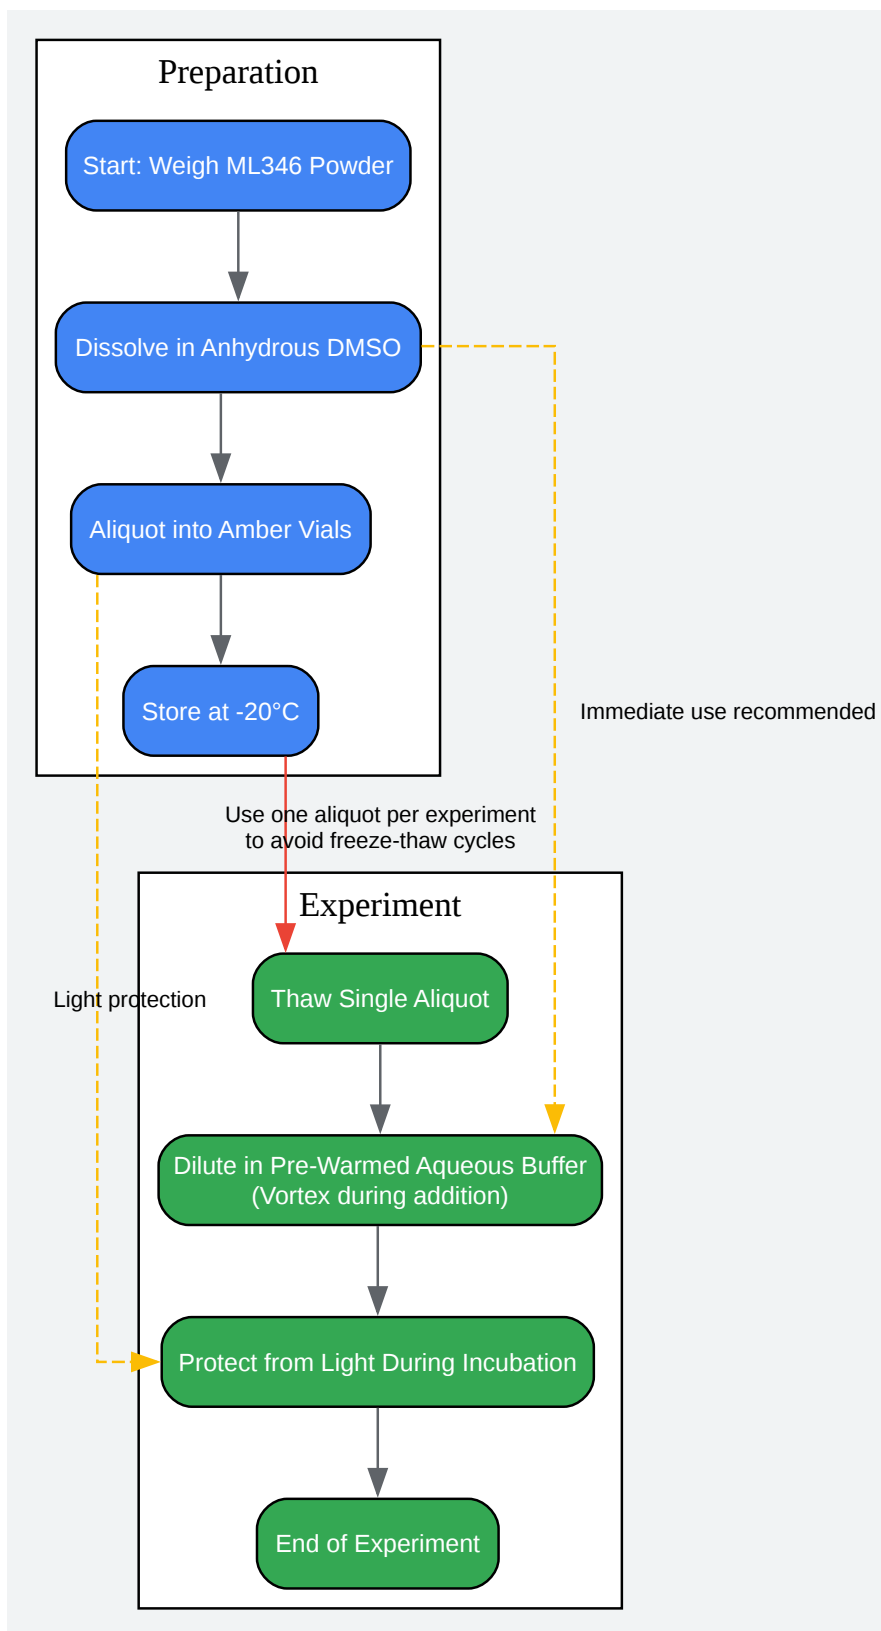 Preparation
Start: Weigh ML346 Powder
Dissolve in Anhydrous DMSO
Aliquot into Amber Vials
Store at -20°C
Immediate use recommended
Use one aliquot per experiment
to avoid freeze-thaw cycles
Experiment
Thaw Single Aliquot
Light protection
Dilute in Pre-Warmed Aqueous Buffer
(Vortex during addition)
Protect from Light During Incubation
End of Experiment